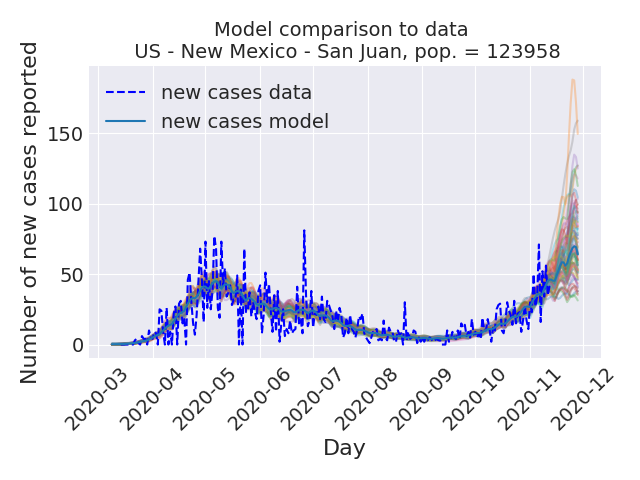 Model comparison to data
US - New Mexico - San Juan, pop. = 123958
new cases data
new cases model
Number of new cases reported
150
100
50
0
2020-03
2020-04
2020-05
2020-06
2020-07
2020-08
2020-09
2020-10
2020-11
2020-12
Day